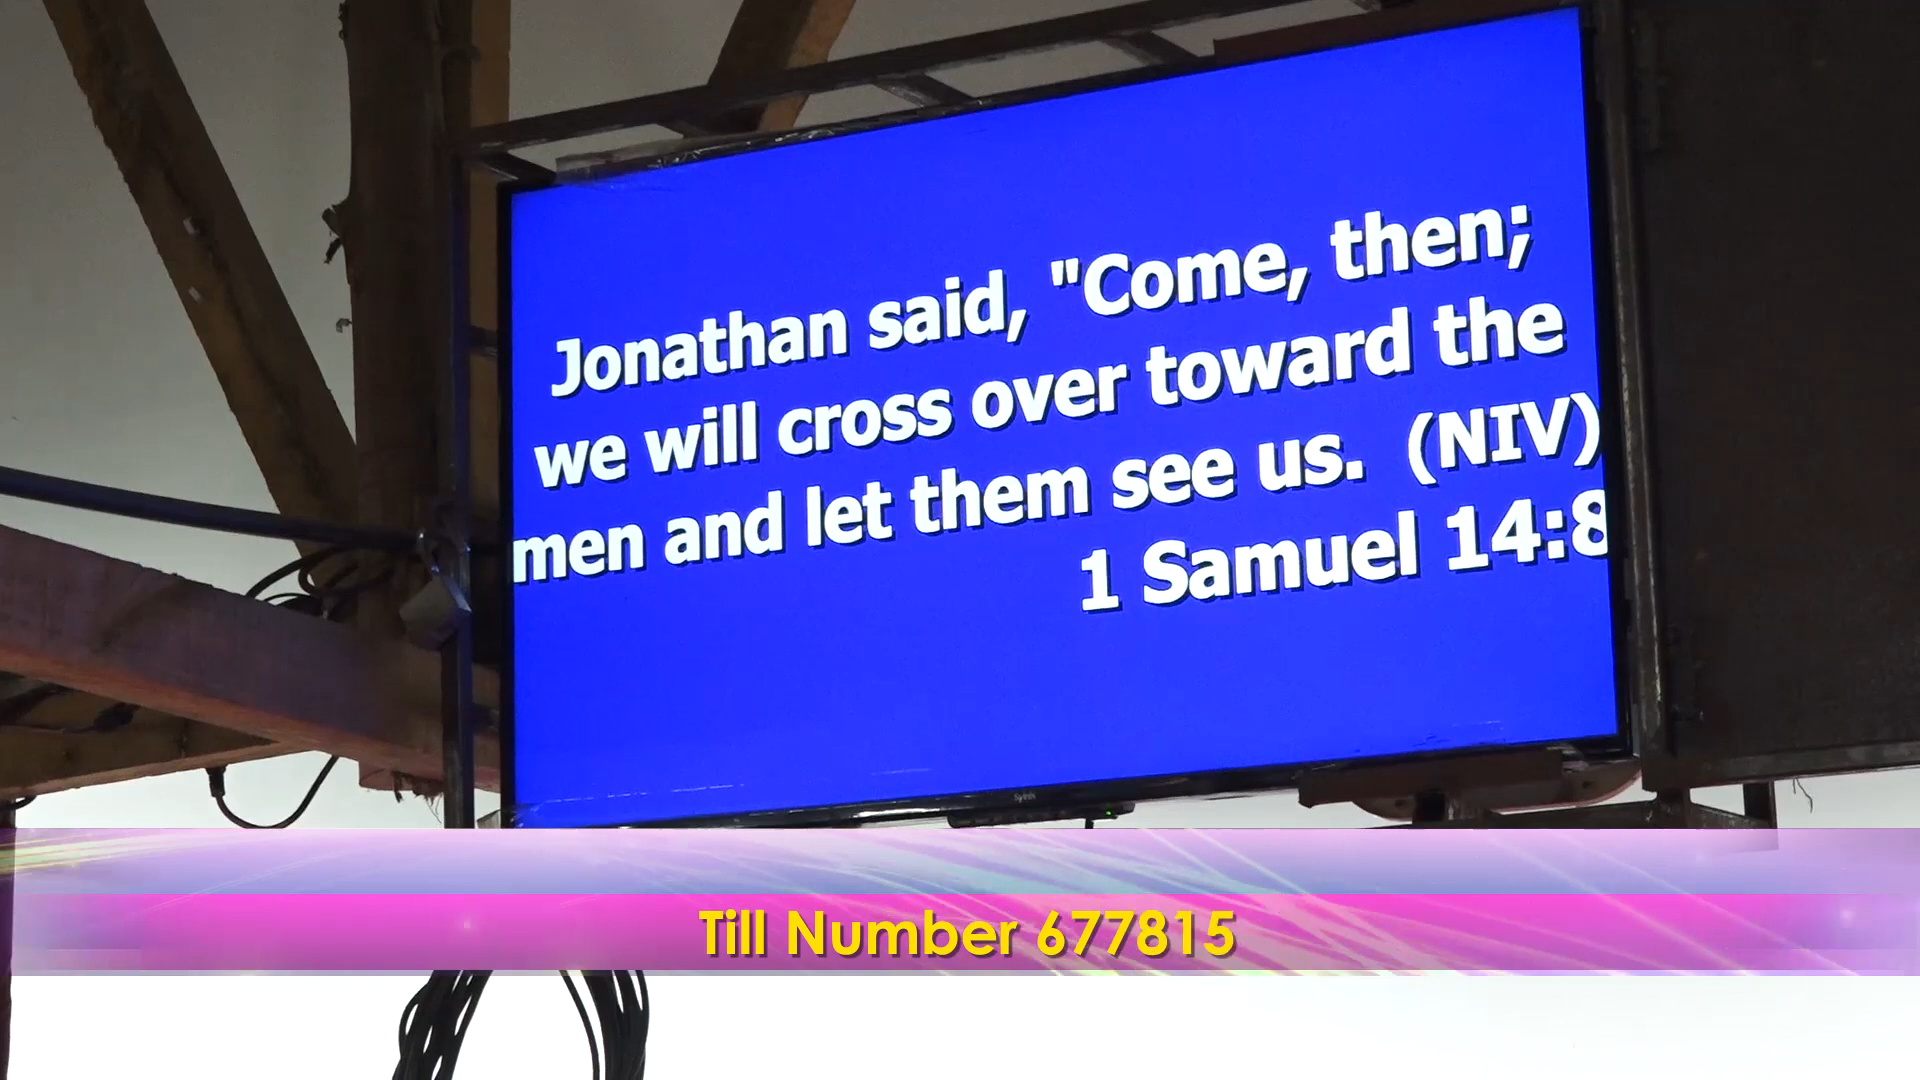 Jonathan said, "Come, then;
we will cross over toward the
men and let them see us. (NIV)
1 Samuel 14:8
Till Number 677815